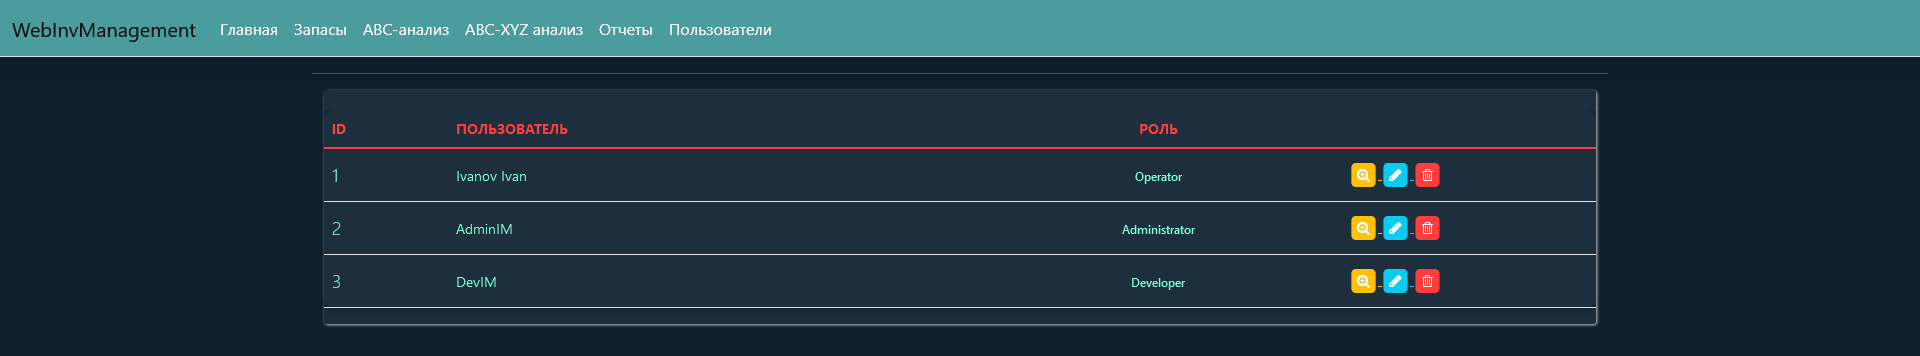 WebInvManagement Главная Запасы ABC-анализ ABC-XYZ анализ Отчеты Пользователи
ID ПОЛЬЗОВАТЕЛЬ РОЛЬ
1 Ivanov Ivan Operator
2 AdminIM Administrator
3 DevIM Developer